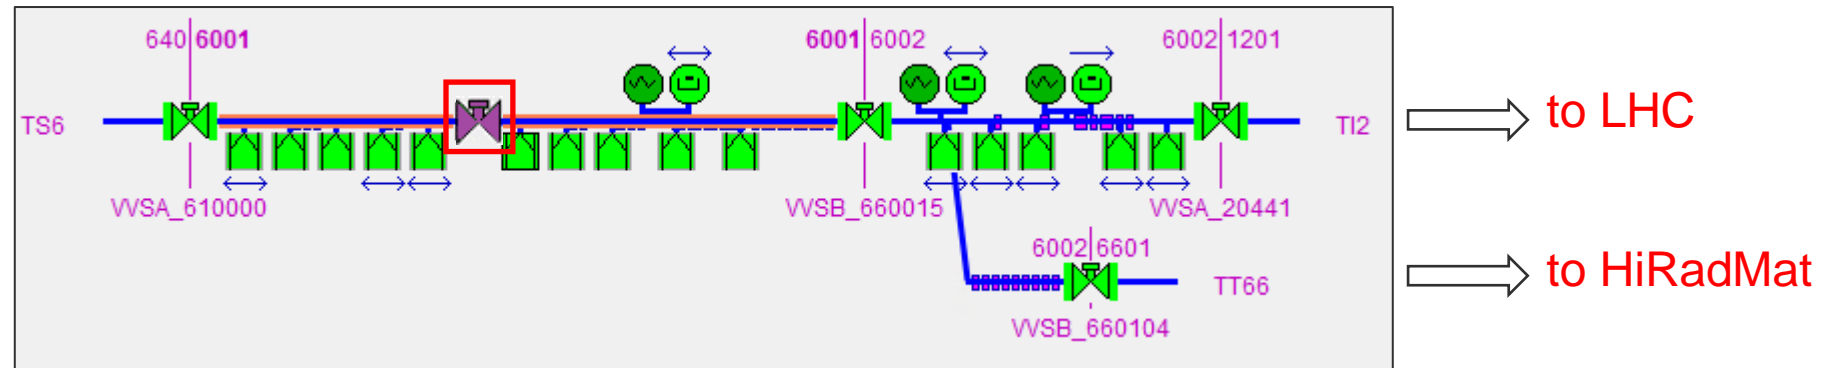 640 6001
6001 6002
6002 1201
TS6
TI2
to LHC
VVSA_610000
VVSB_660015
VVSA_20441
6002 6601
TT66
to HiRadMat
VVSB_660104